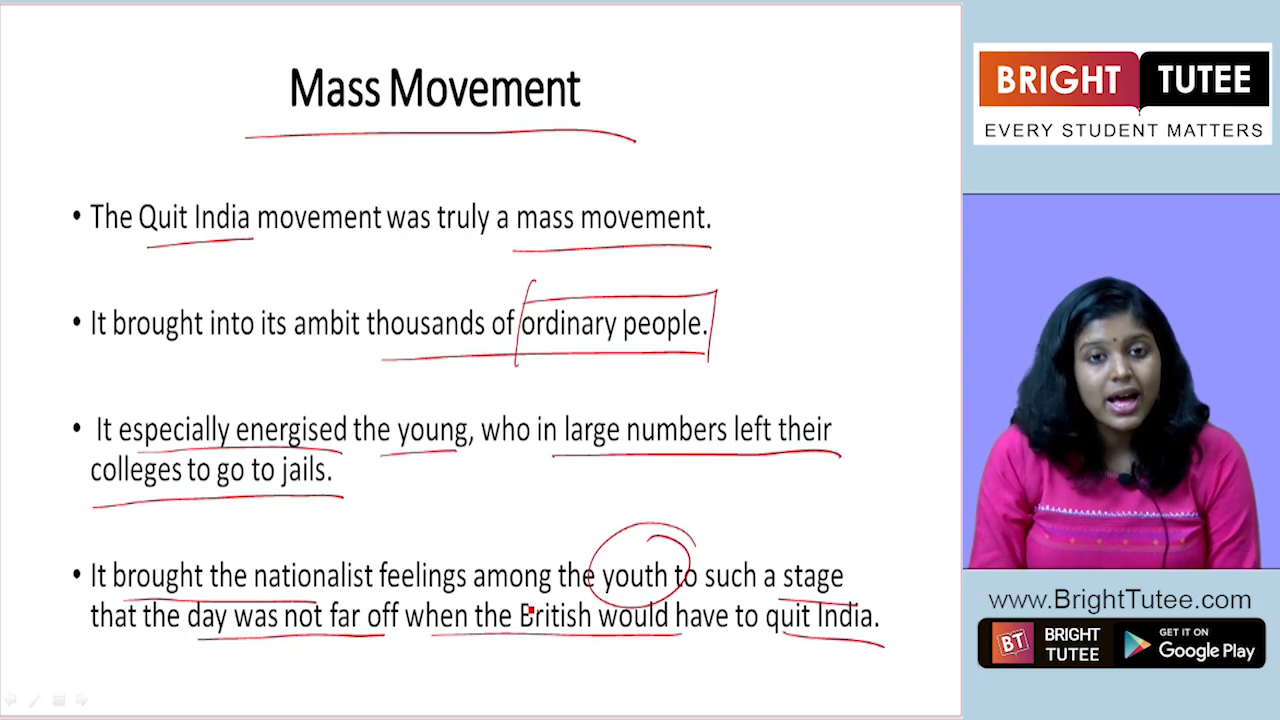 Mass Movement
• The Quit India movement was truly a mass movement.
• It brought into its ambit thousands of ordinary people.
• It especially energised the young, who in large numbers left their
colleges to go to jails.
• It brought the nationalist feelings among the youth to such a stage
that the day was not far off when the British would have to quit India.
BRIGHT TUTEE
EVERY STUDENT MATTERS
www.BrightTutee.com
BT BRIGHT TUTEE
GET IT ON
Google Play